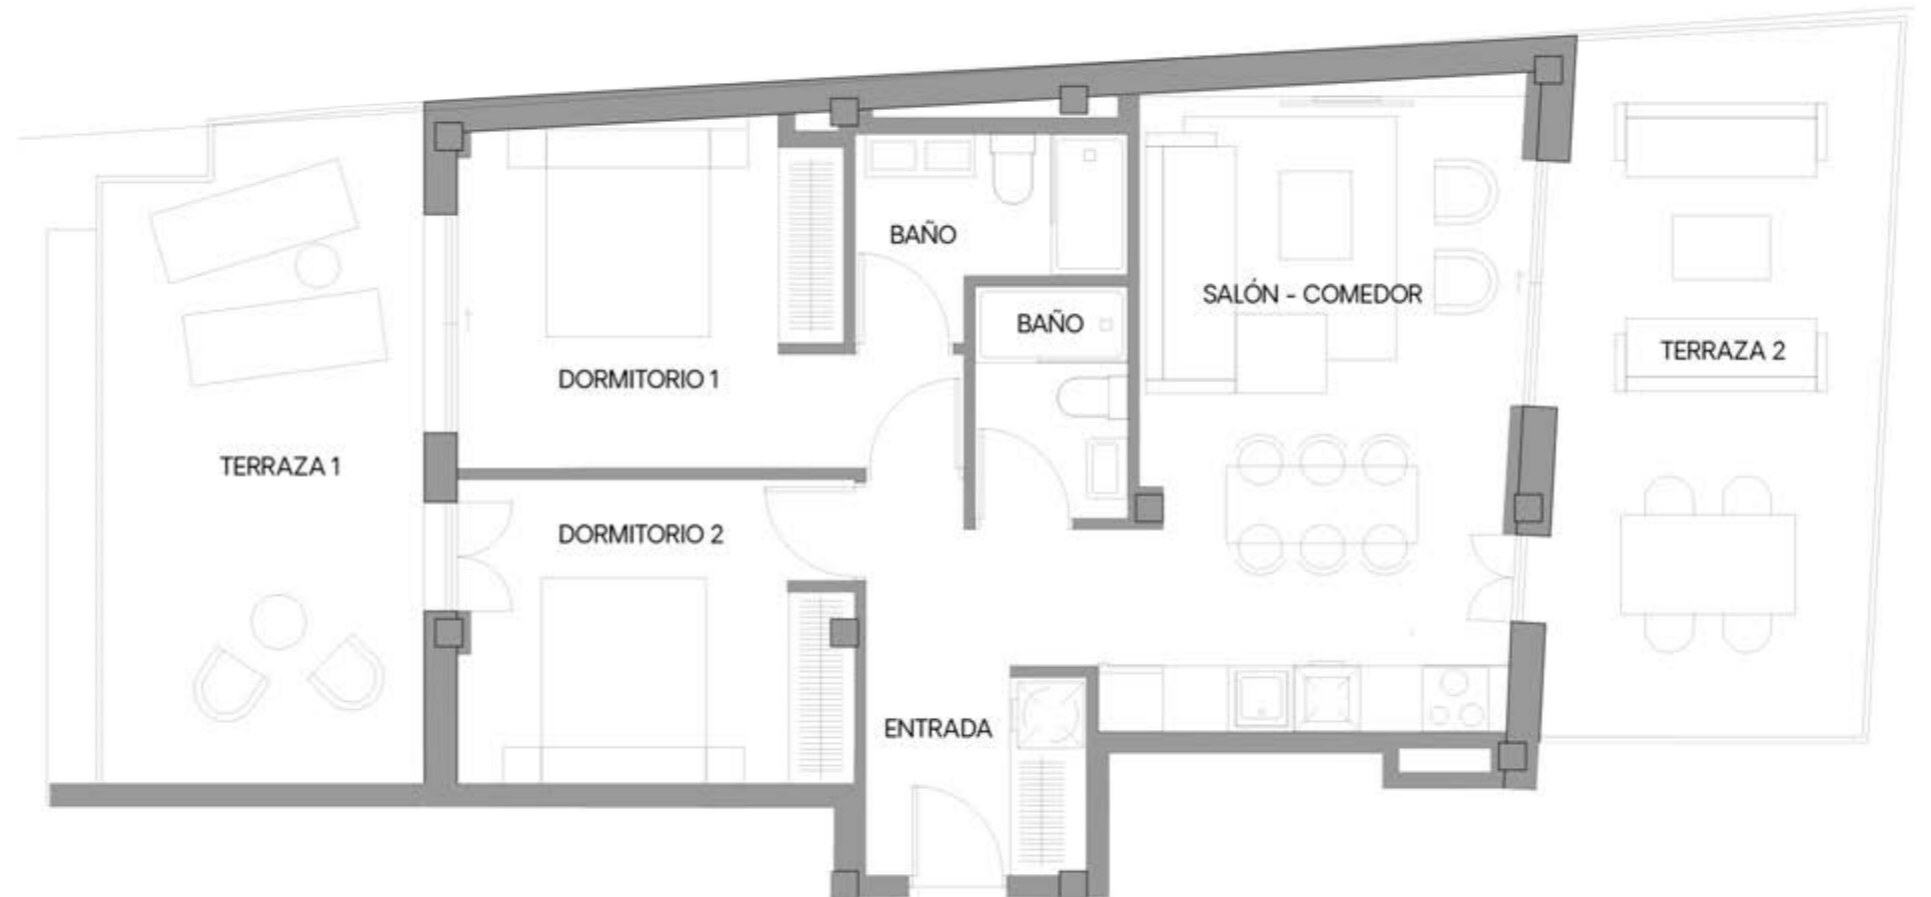 BAÑO
SALÓN - COMEDOR
BAÑO
TERRAZA 2
DORMITORIO 1
TERRAZA 1
DORMITORIO 2
ENTRADA